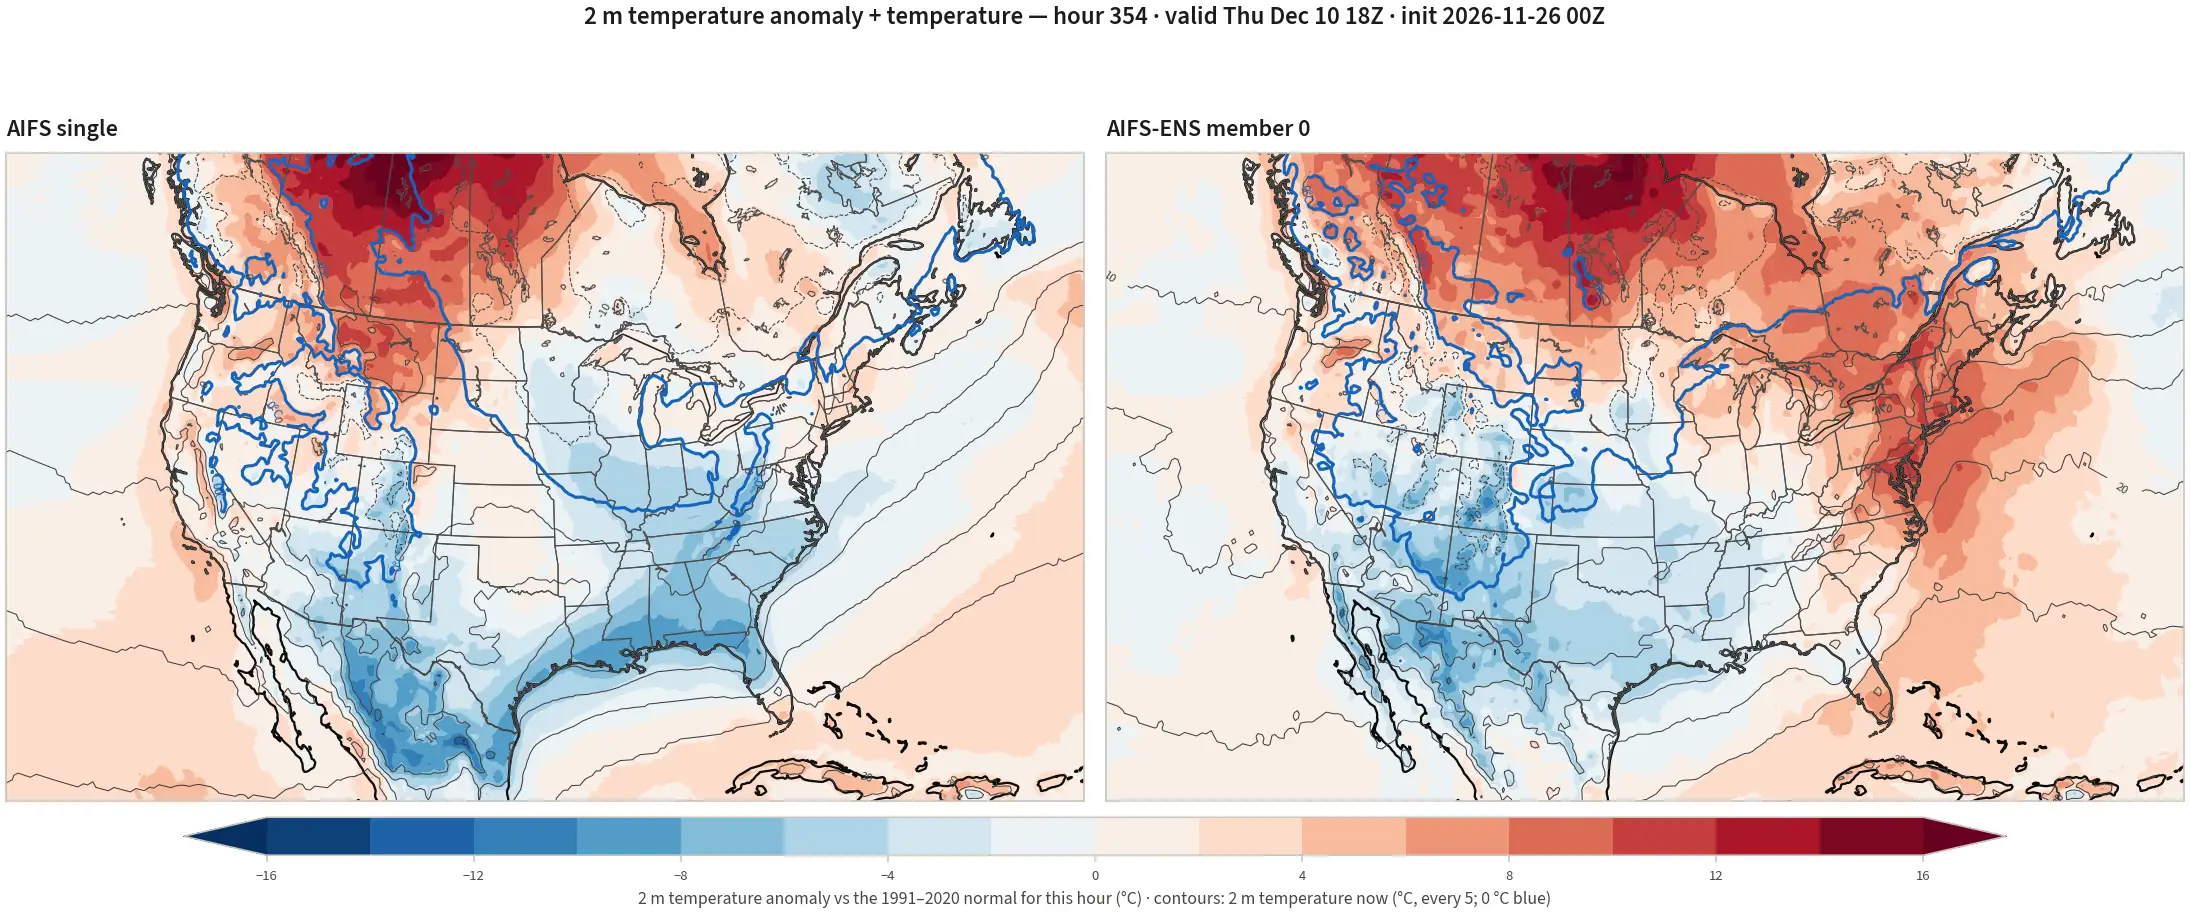 2 m temperature anomaly + temperature — hour 354 · valid Thu Dec 10 18Z · init 2026-11-26 00Z
AIFS single
AIFS-ENS member 0
−16 −12 −8 −4 0 4 8 12 16
2 m temperature anomaly vs the 1991–2020 normal for this hour (°C) · contours: 2 m temperature now (°C, every 5; 0 °C blue)